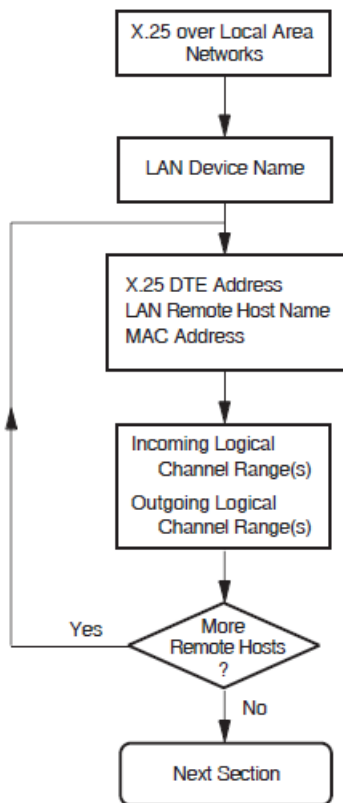 X.25 over Local Area
Networks
LAN Device Name
X.25 DTE Address
LAN Remote Host Name
MAC Address
Incoming Logical
Channel Range(s)
Outgoing Logical
Channel Range(s)
Yes
More
Remote Hosts
?
No
Next Section